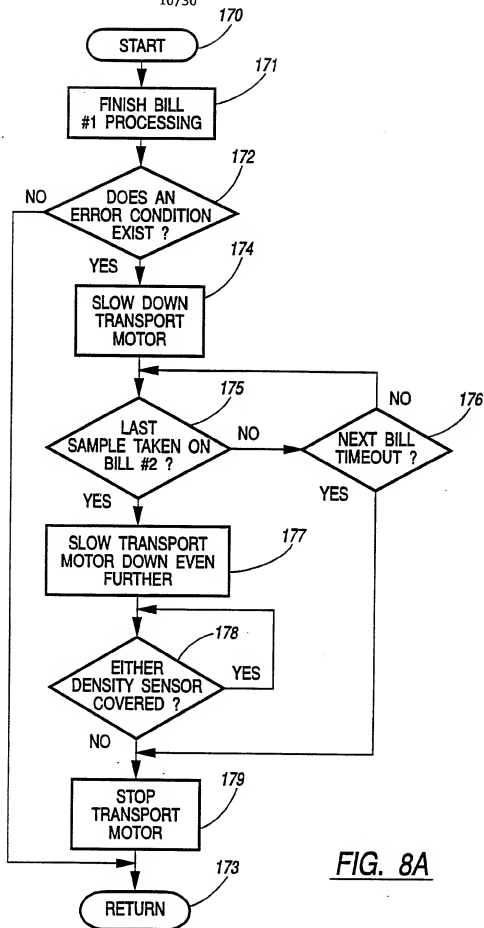 10/30
170
START
171
FINISH BILL
#1 PROCESSING
172
NO
DOES AN
ERROR CONDITION
EXIST ?
YES
174
SLOW DOWN
TRANSPORT
MOTOR
175
LAST
SAMPLE TAKEN ON
BILL #2 ?
NO
NO
176
NEXT BILL
TIMEOUT ?
YES
YES
177
SLOW TRANSPORT
MOTOR DOWN EVEN
FURTHER
178
EITHER
DENSITY SENSOR
COVERED ?
YES
NO
179
STOP
TRANSPORT
MOTOR
173
RETURN
FIG. 8A